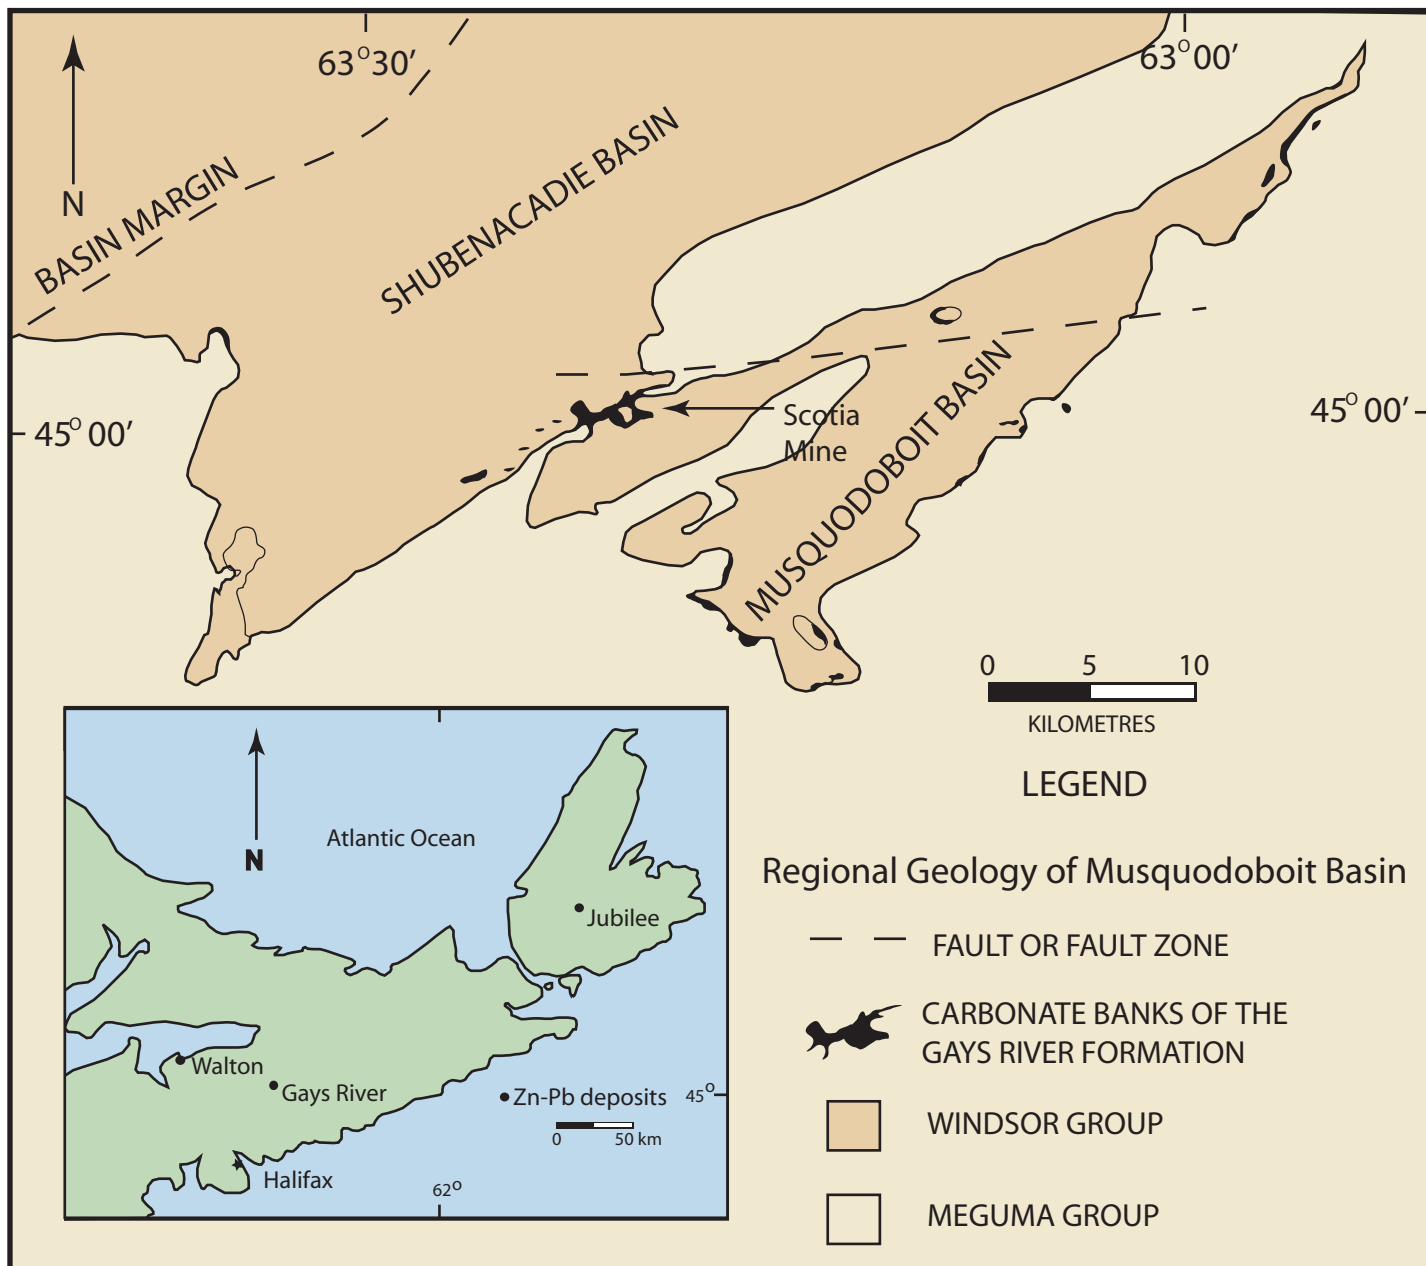 63°30′
63°00′
N
BASIN MARGIN
SHUBENACADIE BASIN
45°00′
45°00′
Scotia
Mine
MUSQUODOBOIT BASIN
0 5 10
KILOMETRES
LEGEND
Regional Geology of Musquodoboit Basin
FAULT OR FAULT ZONE
CARBONATE BANKS OF THE
GAYS RIVER FORMATION
WINDSOR GROUP
MEGUMA GROUP
N
Atlantic Ocean
Jubilee
Walton
Gays River
Zn-Pb deposits
45°
0 50 km
Halifax
62°